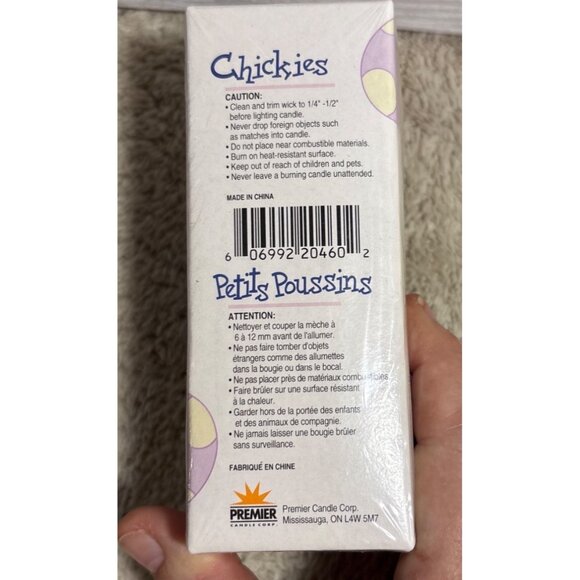 Chickies
CAUTION:
• Clean and trim wick to 1/4" -1/2"
before lighting candle.
• Never drop foreign objects such
as matches into candle.
• Do not place near combustible materials.
• Burn on heat-resistant surface.
• Keep out of reach of children and pets.
• Never leave a burning candle unattended.
MADE IN CHINA
6 06992 20460 2
Petits Poussins
ATTENTION:
• Nettoyer et couper la mèche à
6 à 12 mm avant de l'allumer.
• Ne pas faire tomber d'objets
étrangers comme des allumettes
dans la bougie ou dans le bocal.
• Ne pas placer près de matériaux combustibles
• Faire brûler sur une surface résistant
à la chaleur.
• Garder hors de la portée des enfants
et des animaux de compagnie.
• Ne jamais laisser une bougie brûler
sans surveillance.
FABRIQUÉ EN CHINE
PREMIER
CANDLE CORP.
Premier Candle Corp.
Mississauga, ON L4W 5M7